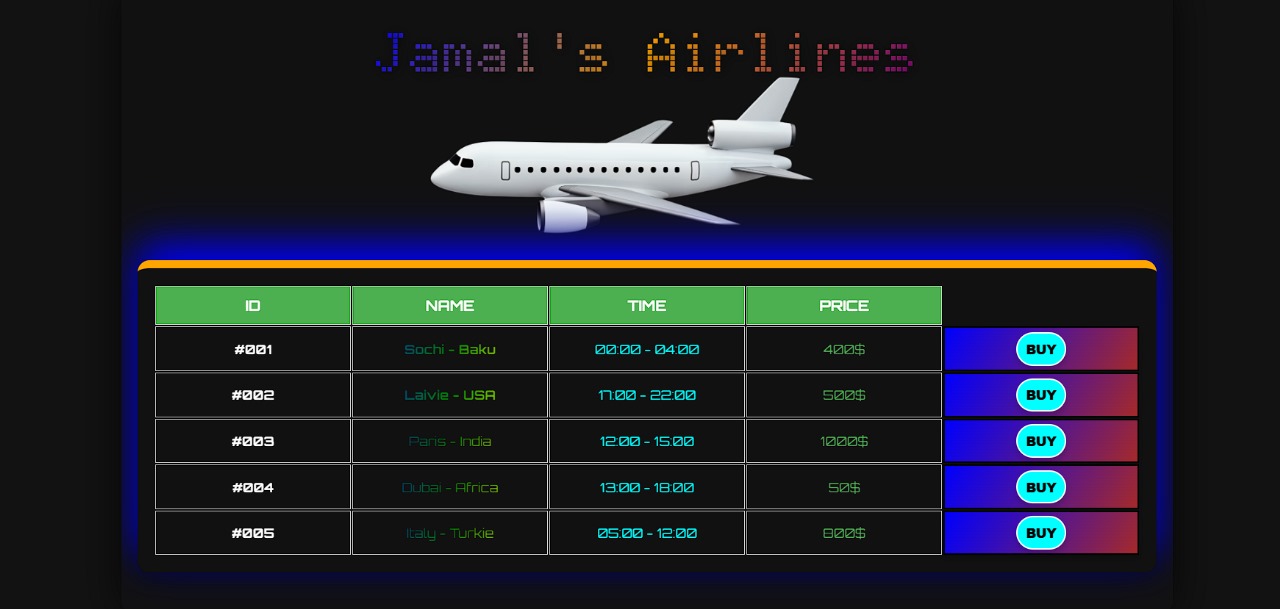 Jamal's Airlines
ID NAME TIME PRICE
#001 Sochi - Baku 00:00 - 04:00 400$ BUY
#002 Laivie - USA 17:00 - 22:00 500$ BUY
#003 Paris - India 12:00 - 15:00 1000$ BUY
#004 Dubai - Africa 13:00 - 18:00 50$ BUY
#005 Italy - Turkie 05:00 - 12:00 800$ BUY